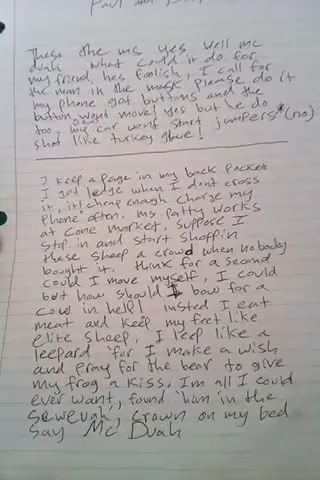 These the ms yes well mc
duah. What could it do for
my friend, hes foolish, I call for
the man in the mask please do it
my phone got buttons and the
button wont move! yes but he do
too, my car wont start jumpers (no)
shot like turkey glue!
I keep a page in my back pocket
I got ledge when I dont cross
it, it! cheap enough charge my
phone often. ms patty works
at cone market. suppose I
stop in and start shoppin
these sheep a crowd when nobody
bought it. think for a second
could I move myself, I could
but how should I bow for a
cow in help! insted I eat
meat and keep my feet like
elite sheep, I leep like a
leepard 'for I make a wish
and pray for the bear to give
my frog a kiss. Im all I could
ever want, found him in the
crown on my bed
say Mc Duah